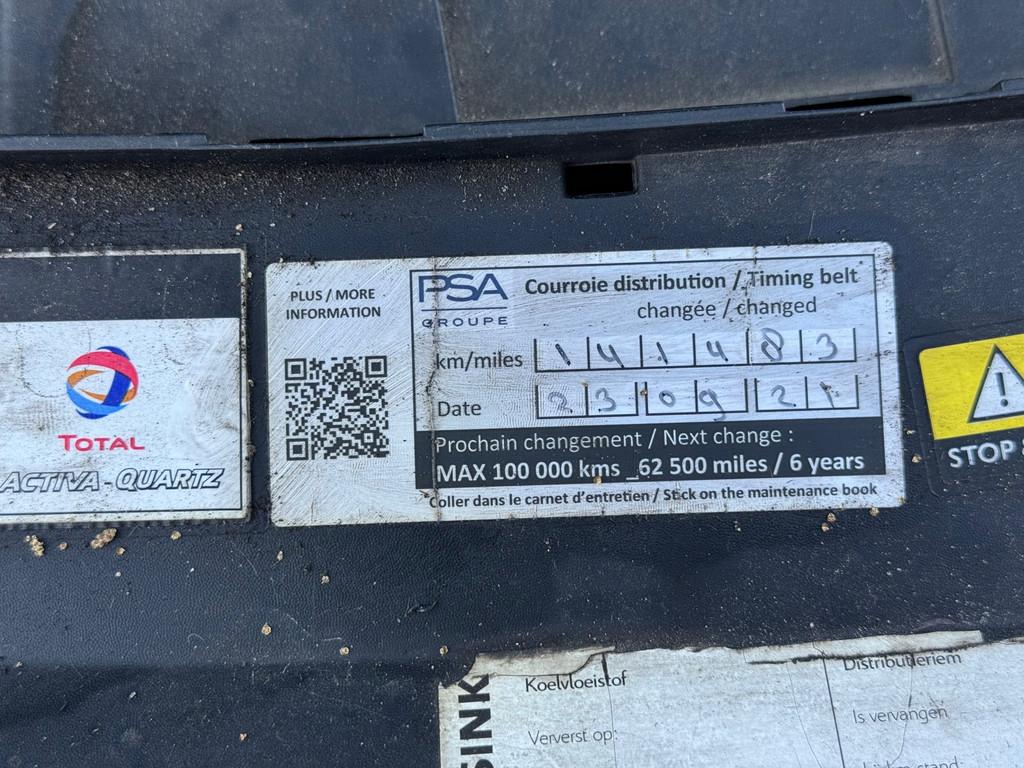 TOTAL
ACTIVA-QUARTZ
PLUS / MORE
INFORMATION
PSA
GROUPE
Courroie distribution / Timing belt
changée / changed
km/miles 141483
Date 23 09 21
Prochain changement / Next change :
MAX 100 000 kms _62 500 miles / 6 years
Coller dans le carnet d'entretien / Stick on the maintenance book
STOP
Koelvloeistof
Ververst op:
Distributieriem
Is vervangen